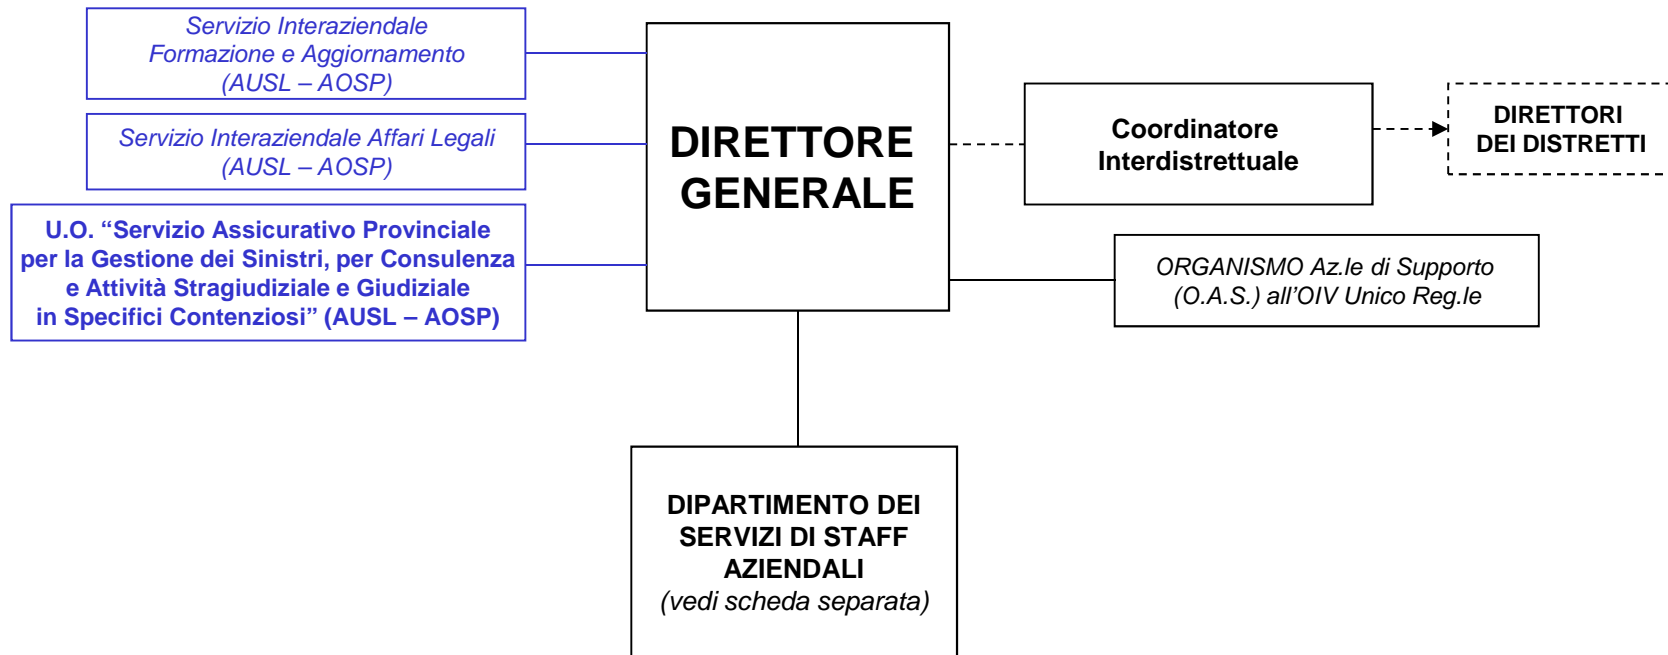 Servizio Interaziendale
Formazione e Aggiornamento
(AUSL – AOSP)
Servizio Interaziendale Affari Legali
(AUSL – AOSP)
U.O. “Servizio Assicurativo Provinciale
per la Gestione dei Sinistri, per Consulenza
e Attività Stragiudiziale e Giudiziale
in Specifici Contenziosi” (AUSL – AOSP)
DIRETTORE
GENERALE
Coordinatore
Interdistrettuale
DIRETTORI
DEI DISTRETTI
ORGANISMO Az.le di Supporto
(O.A.S.) all'OIV Unico Reg.le
DIPARTIMENTO DEI
SERVIZI DI STAFF
AZIENDALI
(vedi scheda separata)